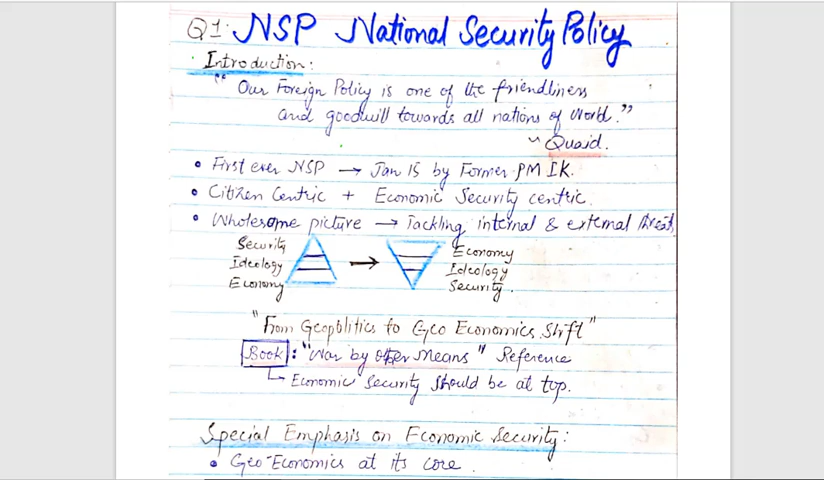 Q1. NSP National Security Policy
Introduction:
"Our Foreign Policy is one of the friendliness
and goodwill towards all nations of world."
~ Quaid.
• First ever NSP → Jan 15 by Former PM IK.
• Citizen Centric + Economic Security centric.
• Wholesome picture → Tackling internal & external threats
Security Economy
Ideology → Ideology
Economy Security.
"From Geopolitics to Geo Economics Shift"
Book: "War by other Means" Reference
↳ Economic Security should be at top.
Special Emphasis on Economic Security:
• Geo-Economics at its core.